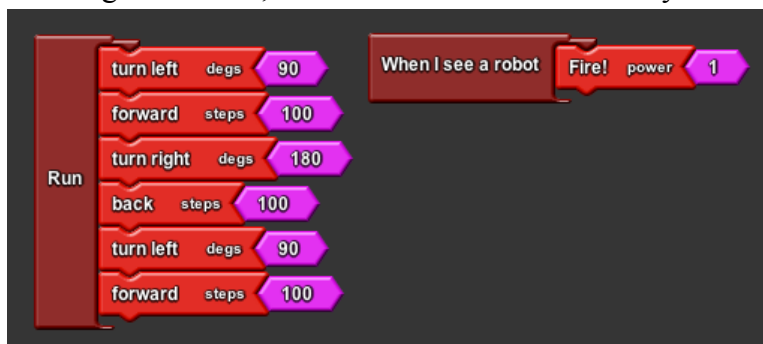 turn left degs 90
When I see a robot Fire! power 1
forward steps 100
turn right degs 180
Run
back steps 100
turn left degs 90
forward steps 100